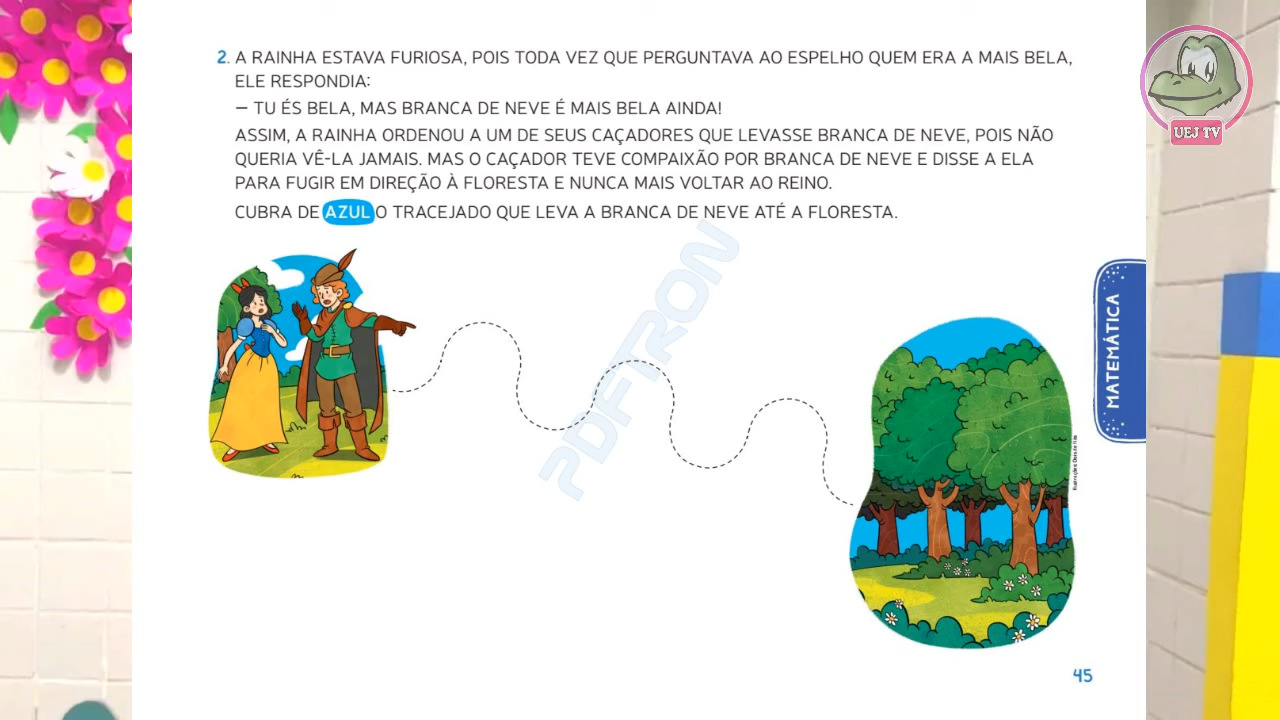 2. A RAINHA ESTAVA FURIOSA, POIS TODA VEZ QUE PERGUNTAVA AO ESPELHO QUEM ERA A MAIS BELA,
ELE RESPONDIA:
– TU ÉS BELA, MAS BRANCA DE NEVE É MAIS BELA AINDA!
ASSIM, A RAINHA ORDENOU A UM DE SEUS CAÇADORES QUE LEVASSE BRANCA DE NEVE, POIS NÃO
QUERIA VÊ-LA JAMAIS. MAS O CAÇADOR TEVE COMPAIXÃO POR BRANCA DE NEVE E DISSE A ELA
PARA FUGIR EM DIREÇÃO À FLORESTA E NUNCA MAIS VOLTAR AO REINO.
CUBRA DE AZUL O TRACEJADO QUE LEVA A BRANCA DE NEVE ATÉ A FLORESTA.
UEJ TV
PDFTRON
MATEMÁTICA
45